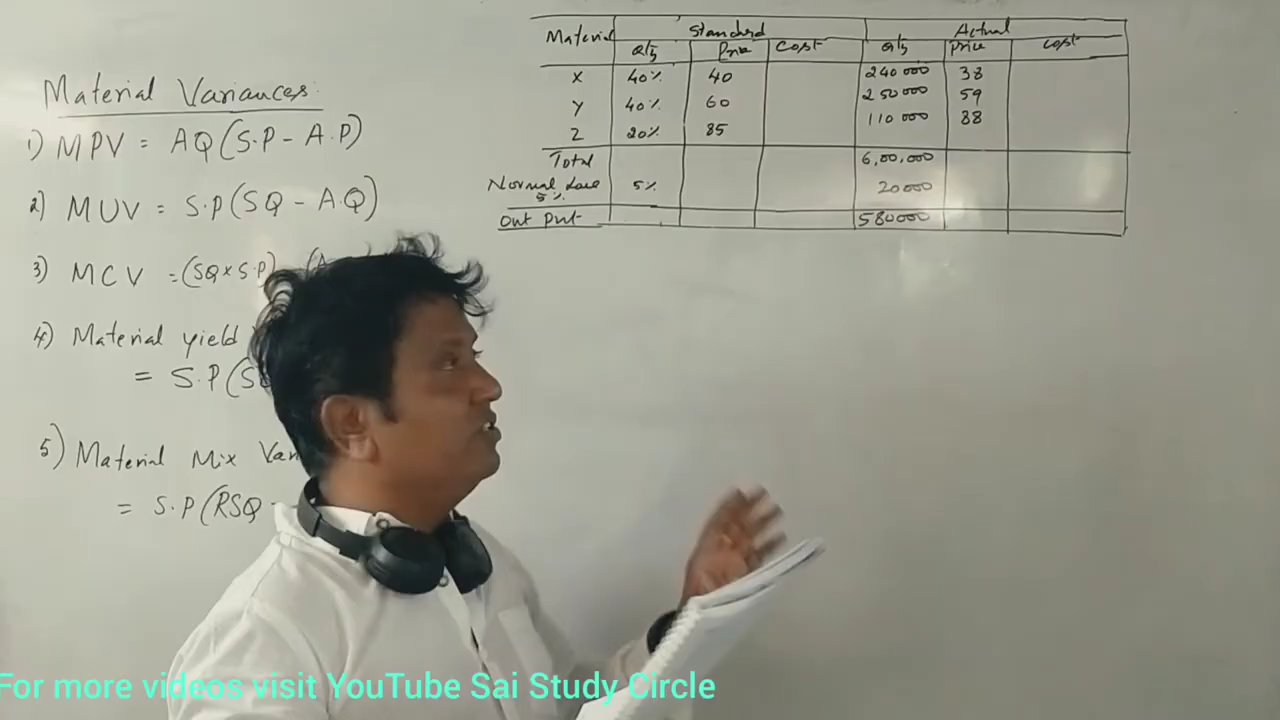 Material Variances:
1) MPV = AQ(S.P - A.P)
2) MUV = S.P(SQ - A.Q)
3) MCV = (SQ x S.P) - (A
4) Material yield V
= S.P(S
5) Material Mix Van
= S.P(RSQ -
Material Standard Actual
Qty Price Cost Qty Price Cost
X 40% 40 240000 38
Y 40% 60 250000 59
Z 20% 85 110000 88
Total 6,00,000
Normal Loss 5% 5% 20000
Out Put 580000
For more videos visit YouTube Sai Study Circle